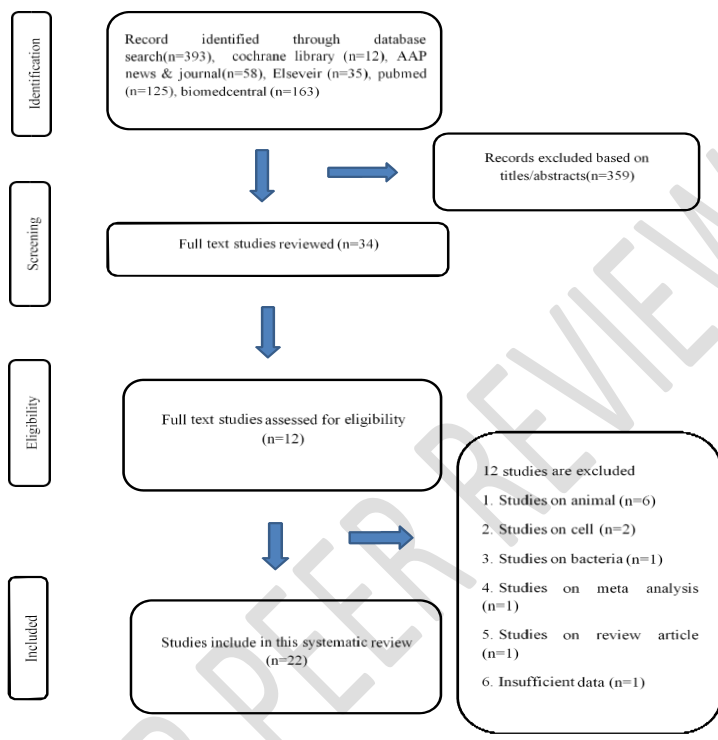 Identification
Record identified through database
search(n=393), cochrane library (n=12), AAP
news & journal(n=58), Elseveir (n=35), pubmed
(n=125), biomedcentral (n=163)
Records excluded based on
titles/abstracts(n=359)
Screening
Full text studies reviewed (n=34)
Eligibility
Full text studies assessed for eligibility
(n=12)
12 studies are excluded
1. Studies on animal (n=6)
2. Studies on cell (n=2)
3. Studies on bacteria (n=1)
4. Studies on meta analysis
(n=1)
5. Studies on review article
(n=1)
6. Insufficient data (n=1)
Included
Studies include in this systematic review
(n=22)
PEER REVIEW